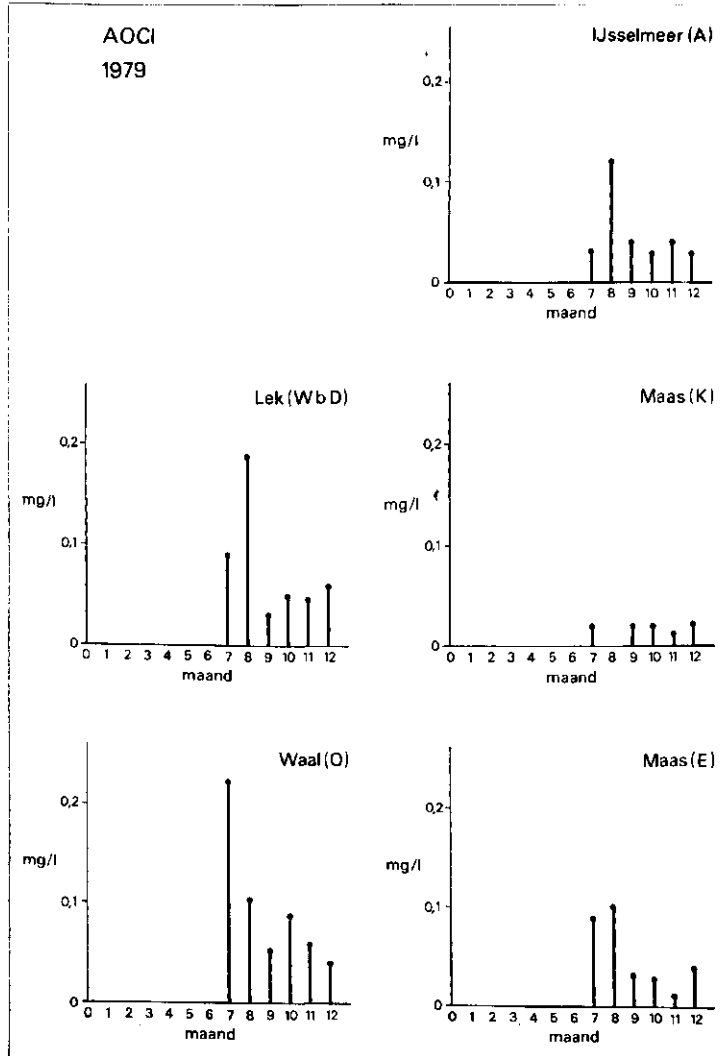 AOCl
1979
IJsselmeer (A)
0,2
mg/l
0,1
0
0 1 2 3 4 5 6 7 8 9 10 11 12
maand
Lek (WbD)
0,2
mg/l
0,1
0
0 1 2 3 4 5 6 7 8 9 10 11 12
maand
Maas (K)
0,2
mg/l
0,1
0
0 1 2 3 4 5 6 7 8 9 10 11 12
maand
Waal (O)
0,2
mg/l
0,1
0
0 1 2 3 4 5 6 7 8 9 10 11 12
maand
Maas (E)
0,2
mg/l
0,1
0
0 1 2 3 4 5 6 7 8 9 10 11 12
maand